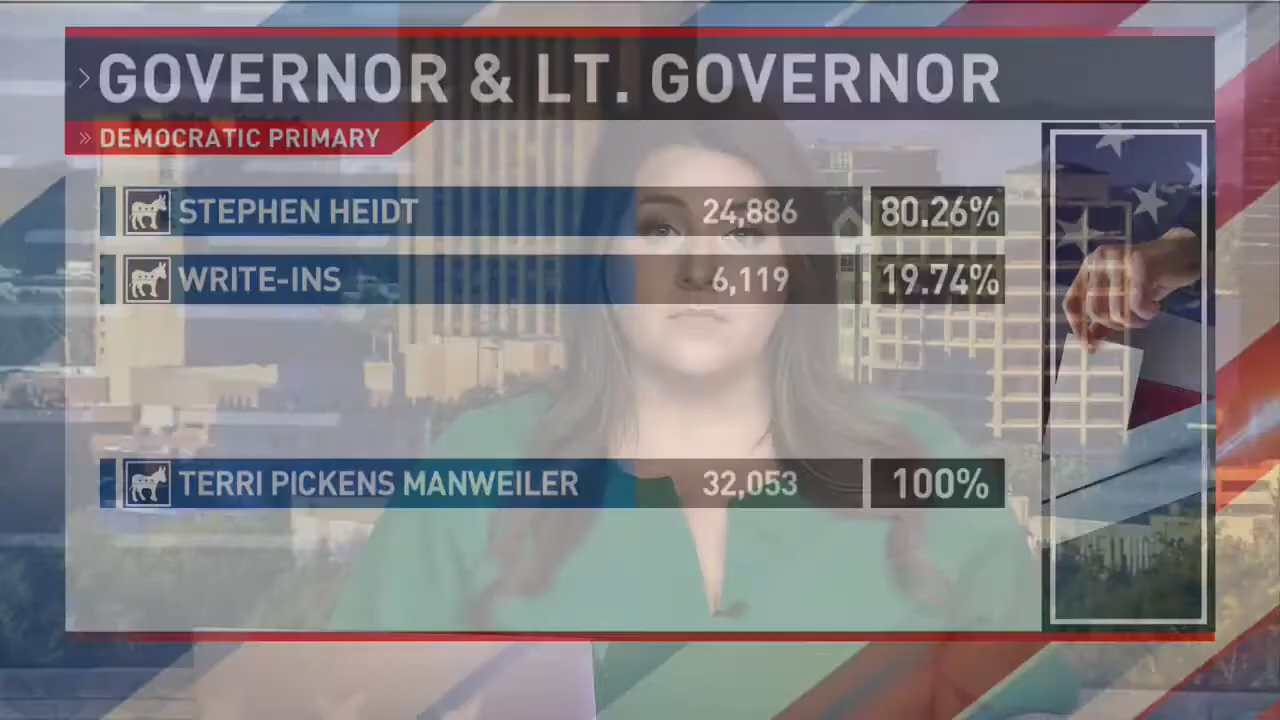 GOVERNOR & LT. GOVERNOR
DEMOCRATIC PRIMARY
STEPHEN HEIDT 24,886 80.26%
WRITE-INS 6,119 19.74%
TERRI PICKENS MANWEILER 32,053 100%